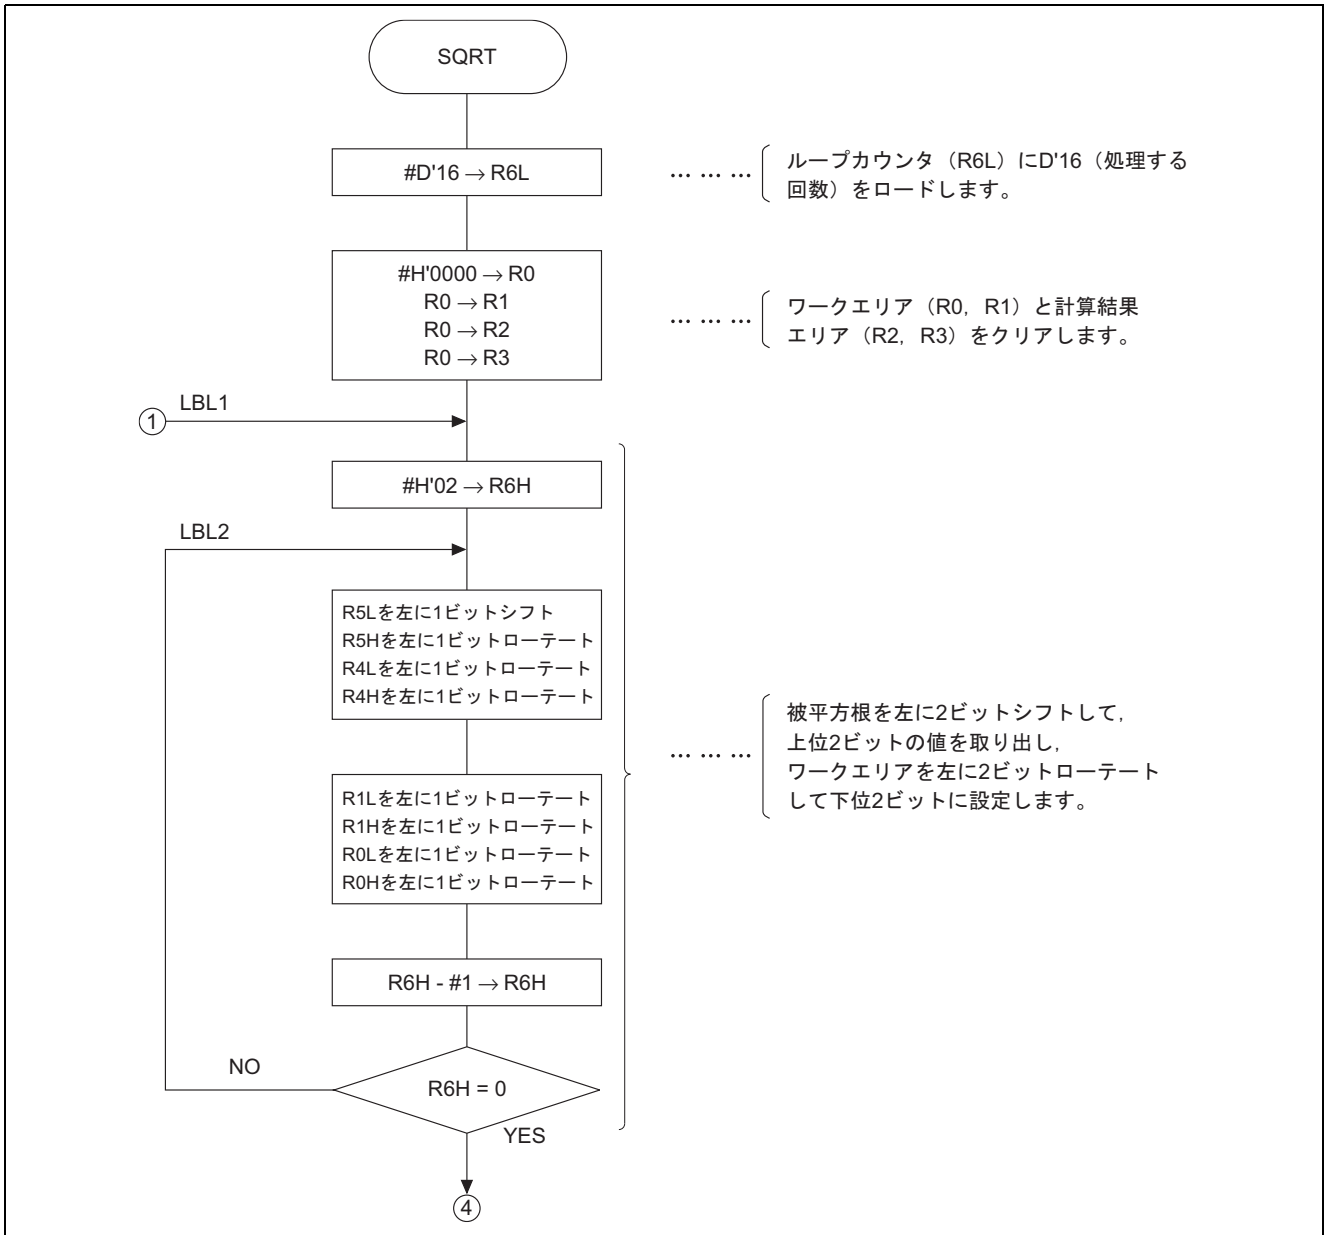 SQRT
#D'16 → R6L
… … …
ループカウンタ（R6L）にD'16（処理する
回数）をロードします。
#H'0000 → R0
R0 → R1
R0 → R2
R0 → R3
… … …
ワークエリア（R0，R1）と計算結果
エリア（R2，R3）をクリアします。
① LBL1
#H'02 → R6H
LBL2
R5Lを左に1ビットシフト
R5Hを左に1ビットローテート
R4Lを左に1ビットローテート
R4Hを左に1ビットローテート
… … …
被平方根を左に2ビットシフトして，
上位2ビットの値を取り出し，
ワークエリアを左に2ビットローテート
して下位2ビットに設定します。
R1Lを左に1ビットローテート
R1Hを左に1ビットローテート
R0Lを左に1ビットローテート
R0Hを左に1ビットローテート
R6H - #1 → R6H
NO
R6H = 0
YES
④